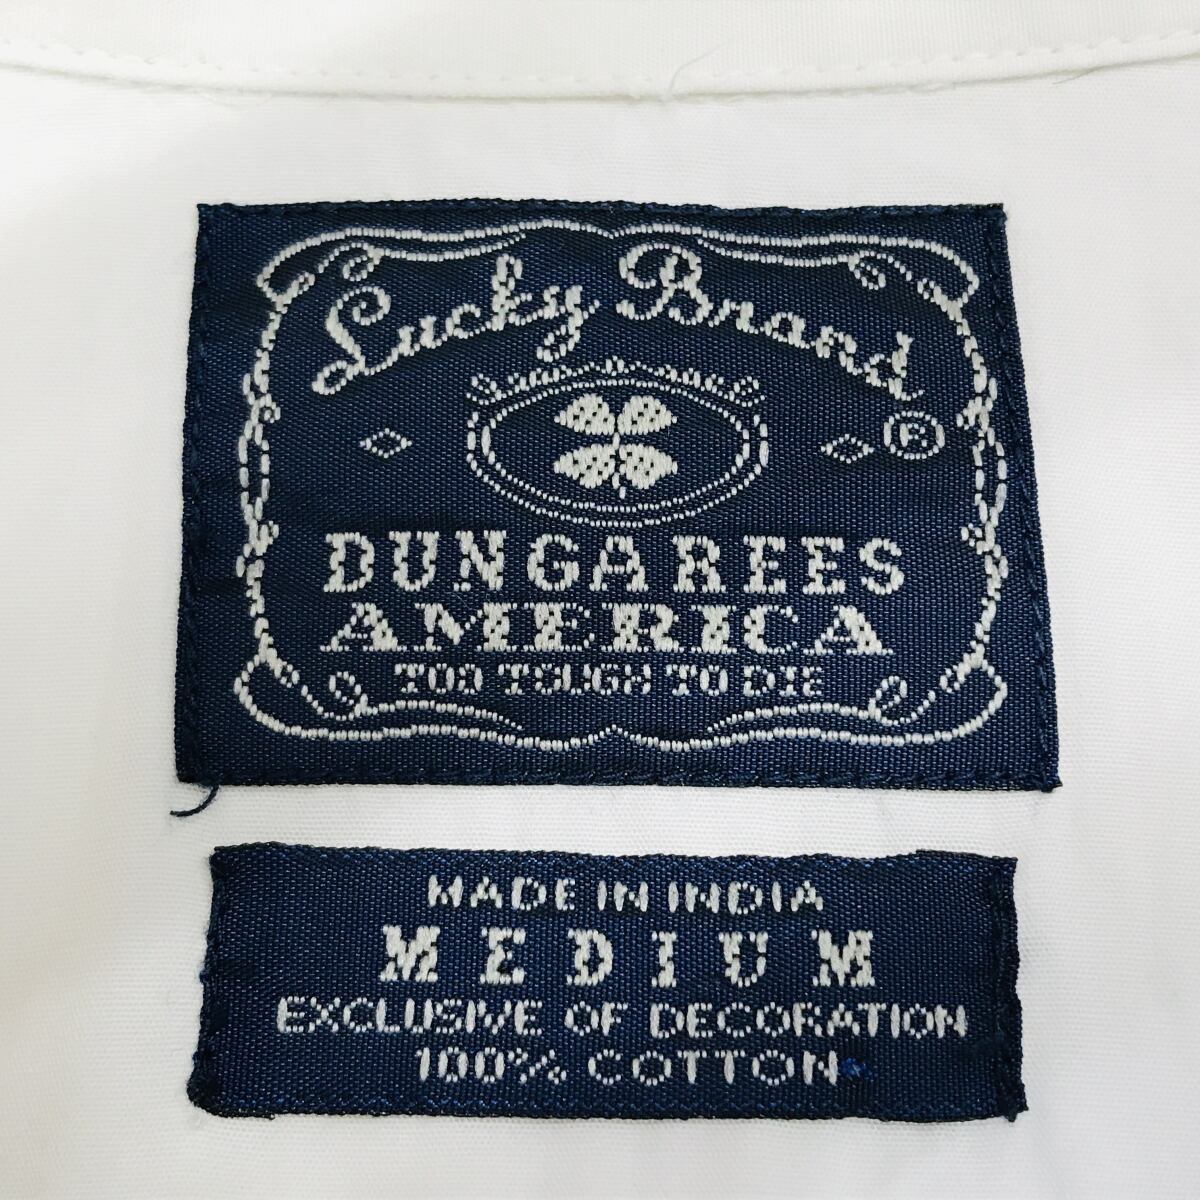 Lucky Brand
®
DUNGAREES
AMERICA
TOO TOUGH TO DIE
MADE IN INDIA
MEDIUM
EXCLUSIVE OF DECORATION
100% COTTON